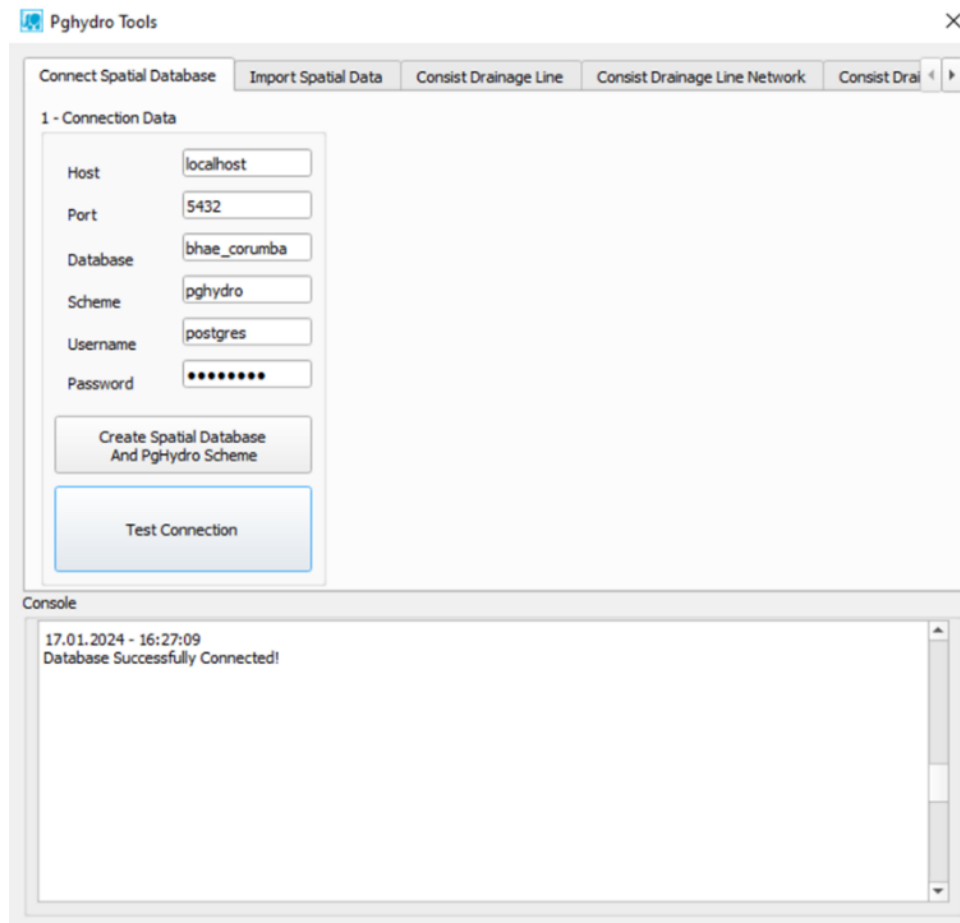 Pghydro Tools
Connect Spatial Database
Import Spatial Data
Consist Drainage Line
Consist Drainage Line Network
Consist Drai
1 - Connection Data
Host
localhost
Port
5432
Database
bhae_corumba
Scheme
pghydro
Username
postgres
Password
••••••••
Create Spatial Database
And PgHydro Scheme
Test Connection
Console
17.01.2024 - 16:27:09
Database Successfully Connected!